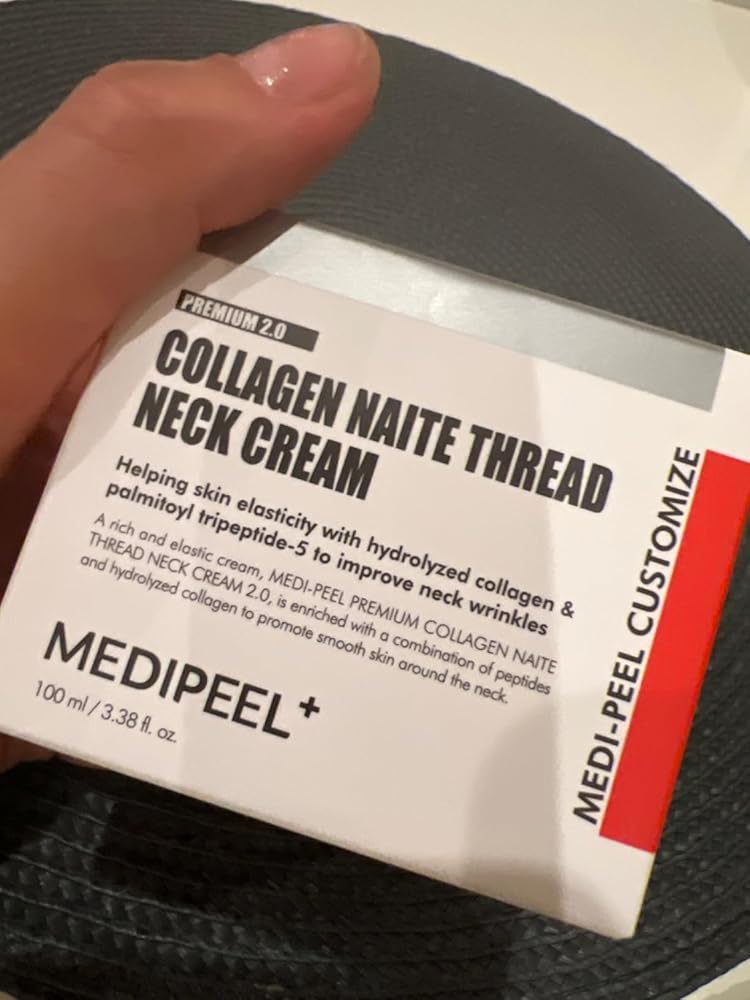 PREMIUM 2.0
COLLAGEN NAITE THREAD
NECK CREAM
Helping skin elasticity with hydrolyzed collagen &
palmitoyl tripeptide-5 to improve neck wrinkles
A rich and elastic cream, MEDI-PEEL PREMIUM COLLAGEN NAITE
THREAD NECK CREAM 2.0, is enriched with a combination of peptides
and hydrolyzed collagen to promote smooth skin around the neck.
MEDIPEEL+
100 ml / 3.38 fl. oz.
MEDI-PEEL CUSTOMIZE